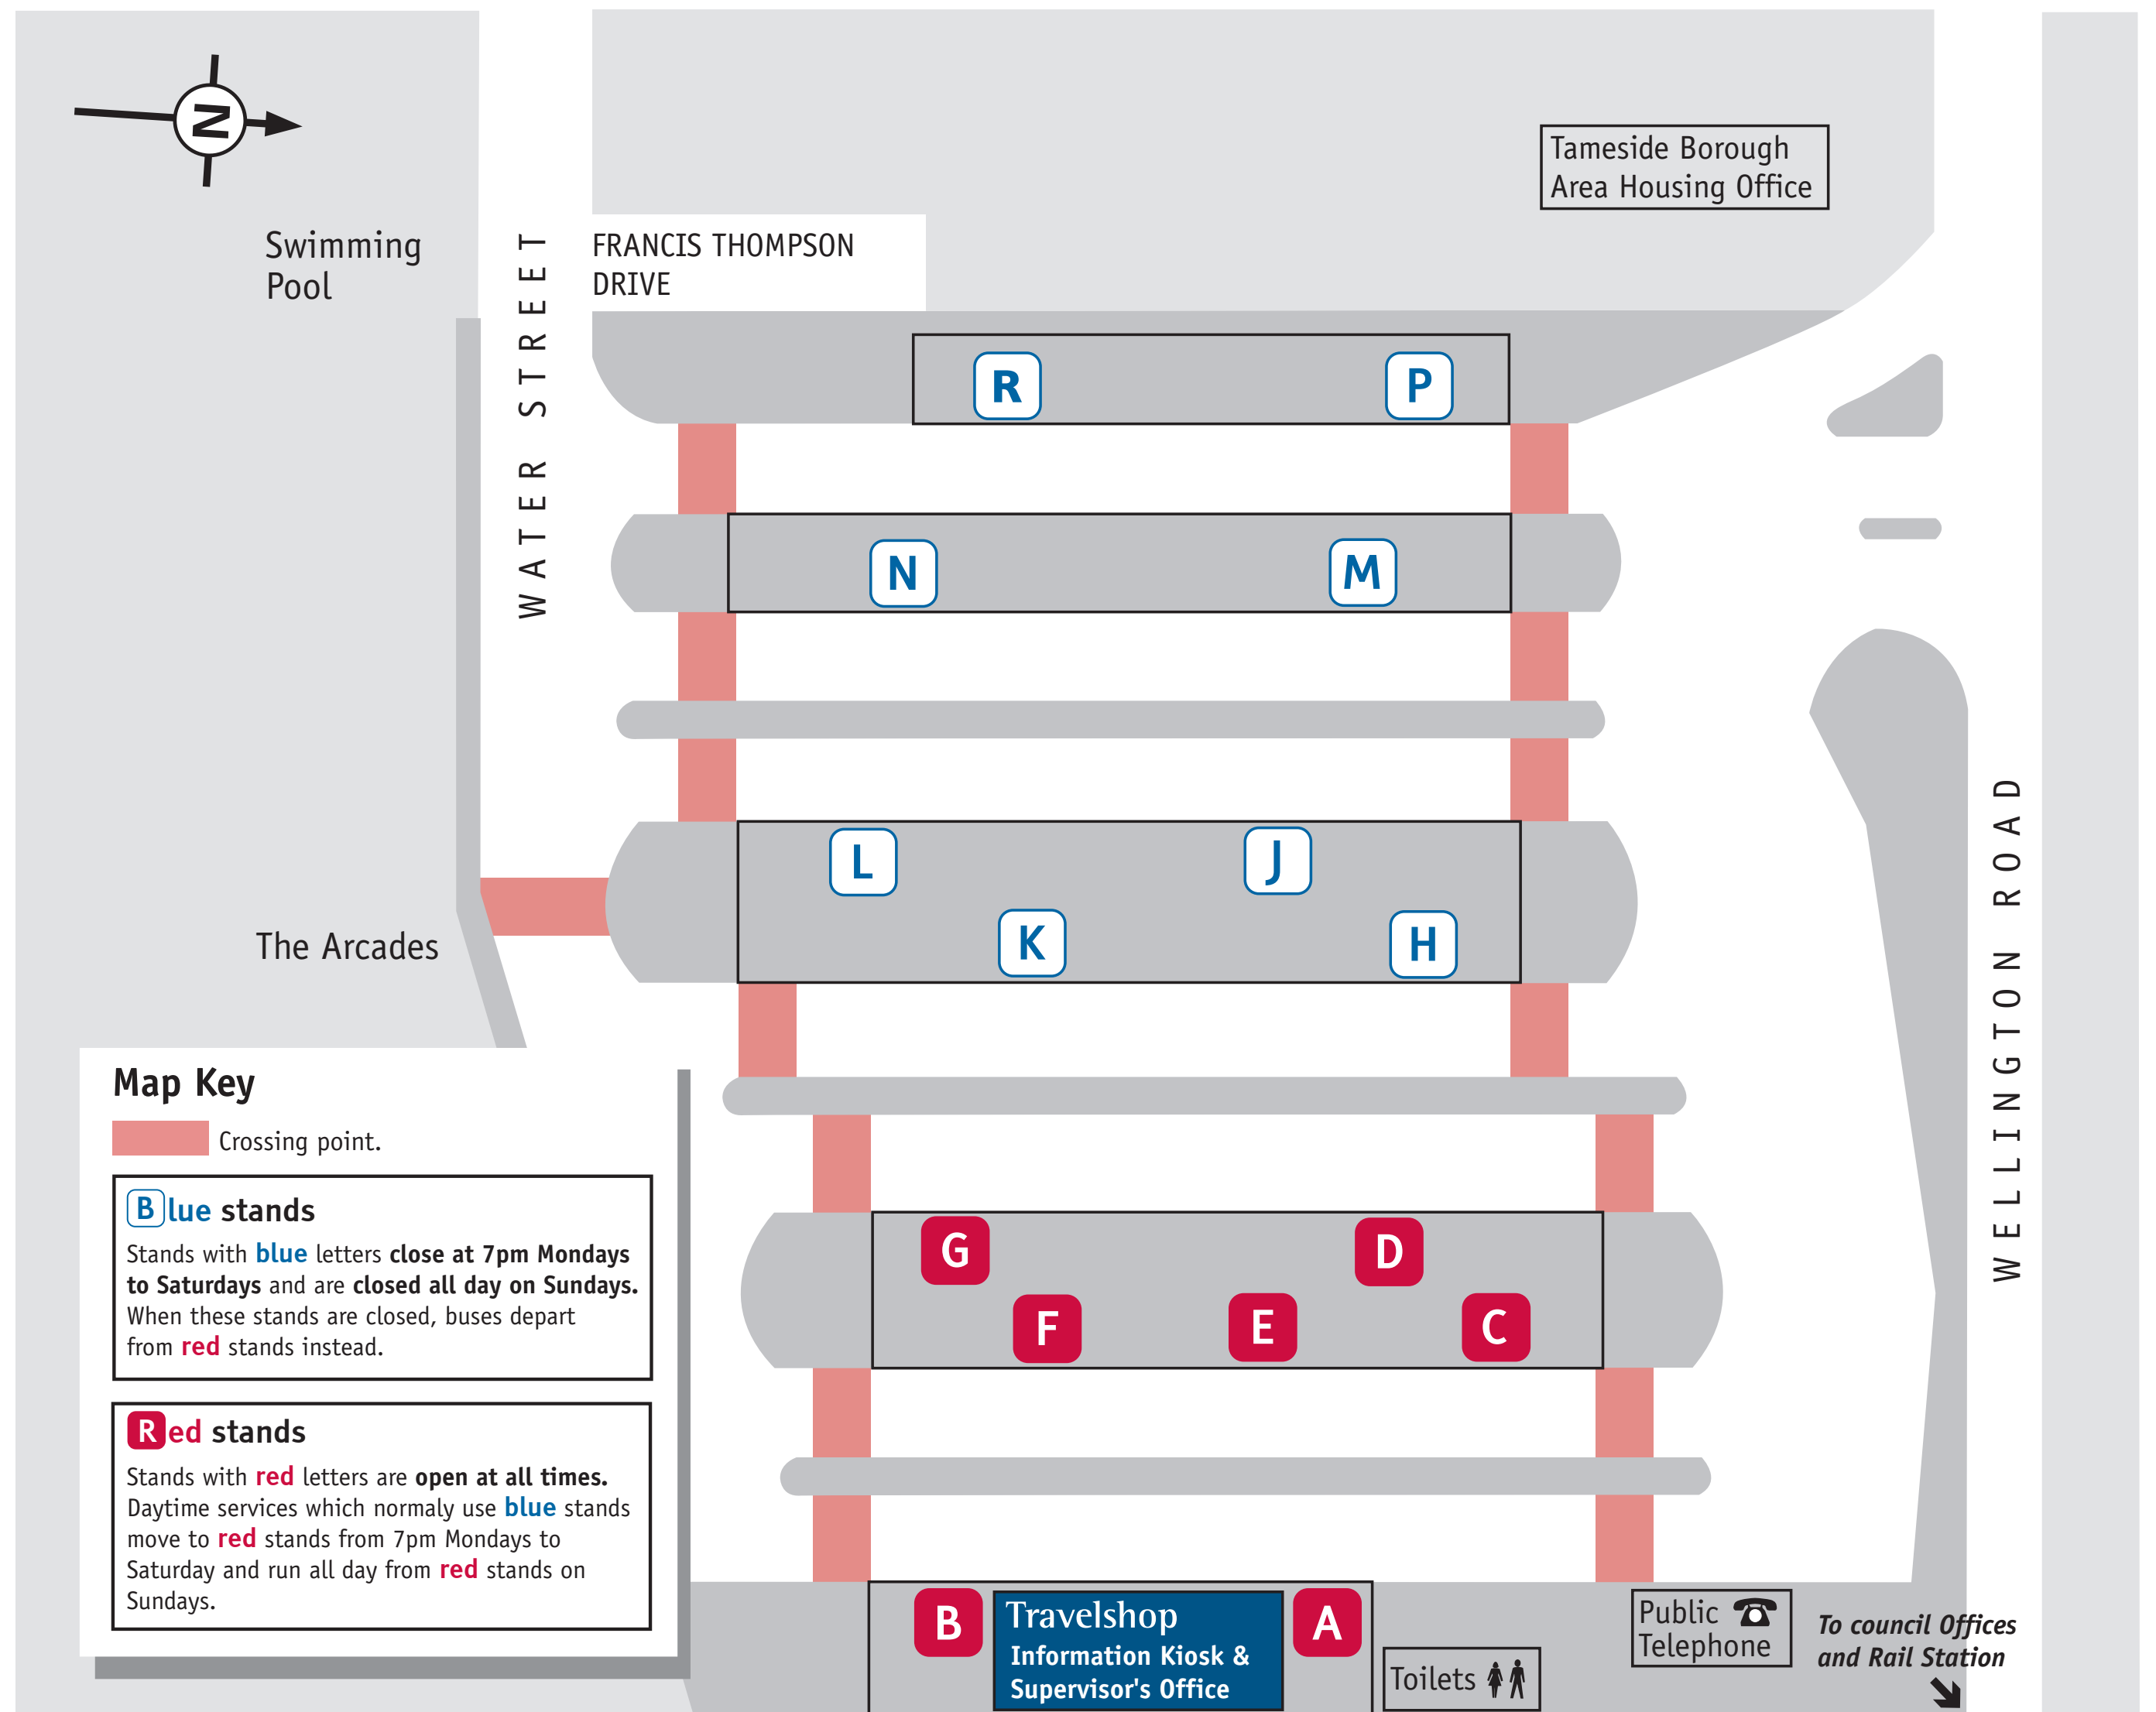 N
Tameside Borough
Area Housing Office
Swimming
Pool
WATER STREET
FRANCIS THOMPSON
DRIVE
R
P
N
M
L
J
K
H
WELLINGTON ROAD
The Arcades
Map Key
Crossing point.
Blue stands
Stands with blue letters close at 7pm Mondays
to Saturdays and are closed all day on Sundays.
When these stands are closed, buses depart
from red stands instead.
Red stands
Stands with red letters are open at all times.
Daytime services which normaly use blue stands
move to red stands from 7pm Mondays to
Saturday and run all day from red stands on
Sundays.
G
D
F
E
C
B
Travelshop
Information Kiosk &
Supervisor's Office
A
Toilets
Public
Telephone
To council Offices
and Rail Station